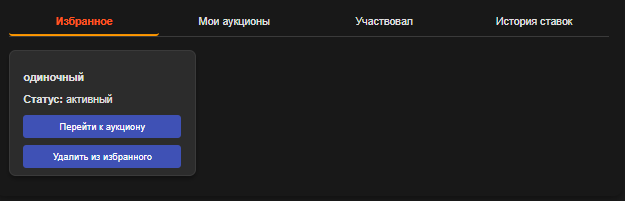 Избранное
Мои аукционы
Участвовал
История ставок
одиночный
Статус: активный
Перейти к аукциону
Удалить из избранного